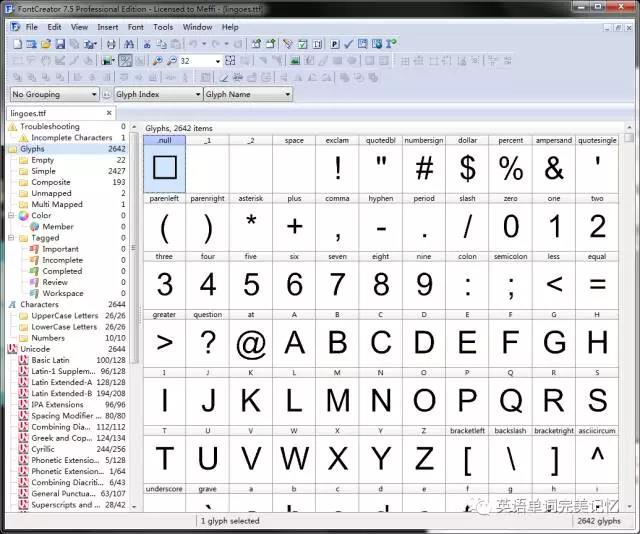 FontCreator 7.5 Professional Edition - Licensed to Meffi - [lingoes.ttf]
File Edit View Insert Font Tools Window Help
32
No Grouping Glyph Index Glyph Name
lingoes.ttf
Troubleshooting 0
Incomplete Characters 1
Glyphs 2642
Empty 22
Simple 2427
Composite 193
Unmapped 2
Multi Mapped 1
Color 0
Member 0
Tagged 0
Important 0
Incomplete 0
Completed 0
Review 0
Workspace 0
Characters 2644
UpperCase Letters 26/26
LowerCase Letters 26/26
Numbers 10/10
Unicode 2644
Basic Latin 100/128
Latin-1 Supplem... 96/128
Latin Extended-A 128/128
Latin Extended-B 194/208
IPA Extensions 96/96
Spacing Modifier ... 80/80
Combining Dia... 112/112
Greek and Cop... 124/134
Cyrillic 244/256
Phonetic Extensio... 5/128
Phonetic Extensions... 1/64
Combining Diacriti... 6/43
General Punctua... 63/107
Superscripts and ... 28/42
Glyphs, 2642 items
.null _1 _2 space exclam quotedbl numbersign dollar percent ampersand quotesingle
! " # $ % & '
parenleft parenright asterisk plus comma hyphen period slash zero one two
( ) * + , - . / 0 1 2
three four five six seven eight nine colon semicolon less equal
3 4 5 6 7 8 9 : ; < =
greater question at A B C D E F G H
> ? @ A B C D E F G H
I J K L M N O P Q R S
I J K L M N O P Q R S
T U V W X Y Z bracketleft backslash bracketright asciicircum
T U V W X Y Z [ \ ] ^
underscore grave a b c d e f g h i
英语单词完美记忆
1 glyph selected
2642 glyphs